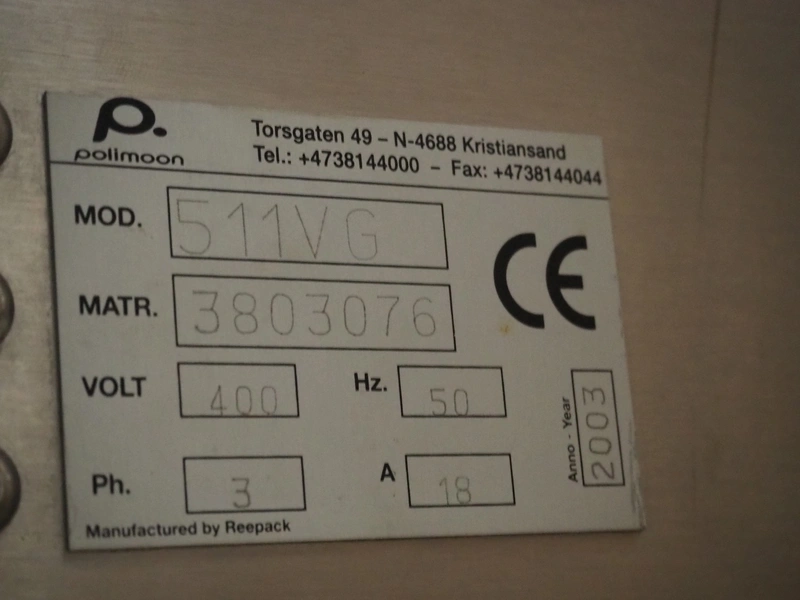 polimoon
Torsgaten 49 – N-4688 Kristiansand
Tel.: +4738144000 – Fax: +4738144044
MOD. 511VG
CE
MATR. 3803076
VOLT 400 Hz. 50
Anno - Year 2003
Ph. 3 A 18
Manufactured by Reepack